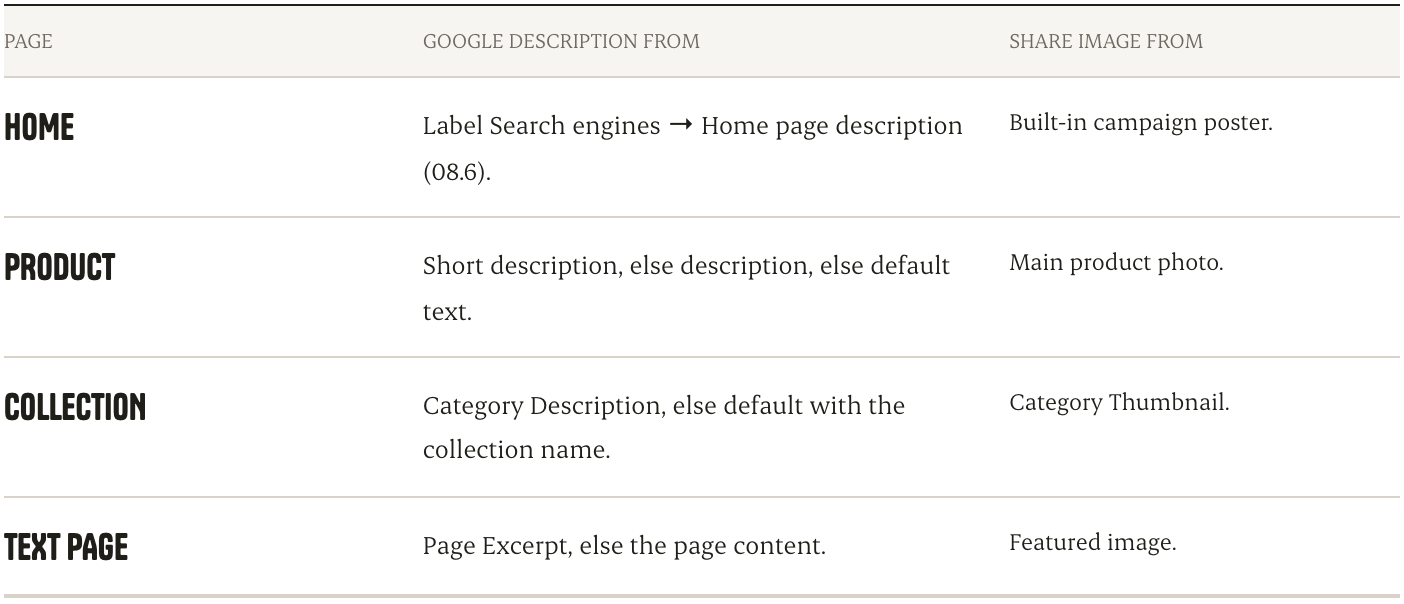 PAGE GOOGLE DESCRIPTION FROM SHARE IMAGE FROM
HOME Label Search engines → Home page description Built-in campaign poster.
(08.6).
PRODUCT Short description, else description, else default Main product photo.
text.
COLLECTION Category Description, else default with the Category Thumbnail.
collection name.
TEXT PAGE Page Excerpt, else the page content. Featured image.